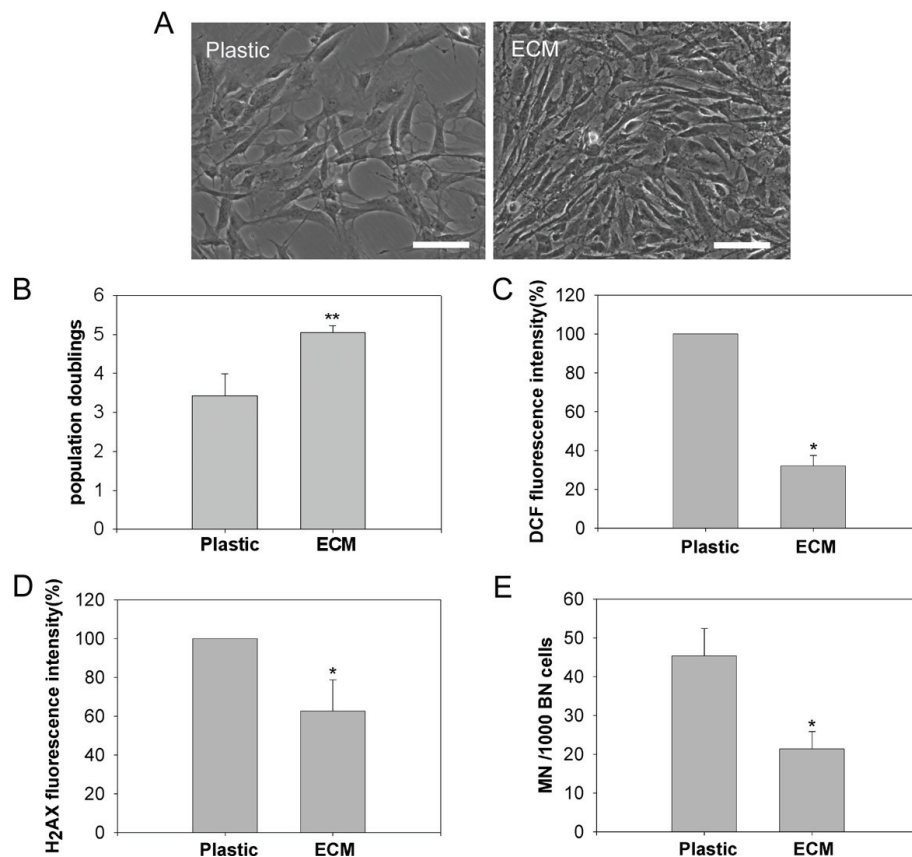 A
Plastic
ECM
B
population doublings
6
5
4
3
2
1
0
**
Plastic
ECM
C
DCF fluorescence intensity(%)
120
100
80
60
40
20
0
*
Plastic
ECM
D
H2AX fluorescence intensity(%)
120
100
80
60
40
20
0
*
Plastic
ECM
E
MN /1000 BN cells
60
50
40
30
20
10
0
*
Plastic
ECM